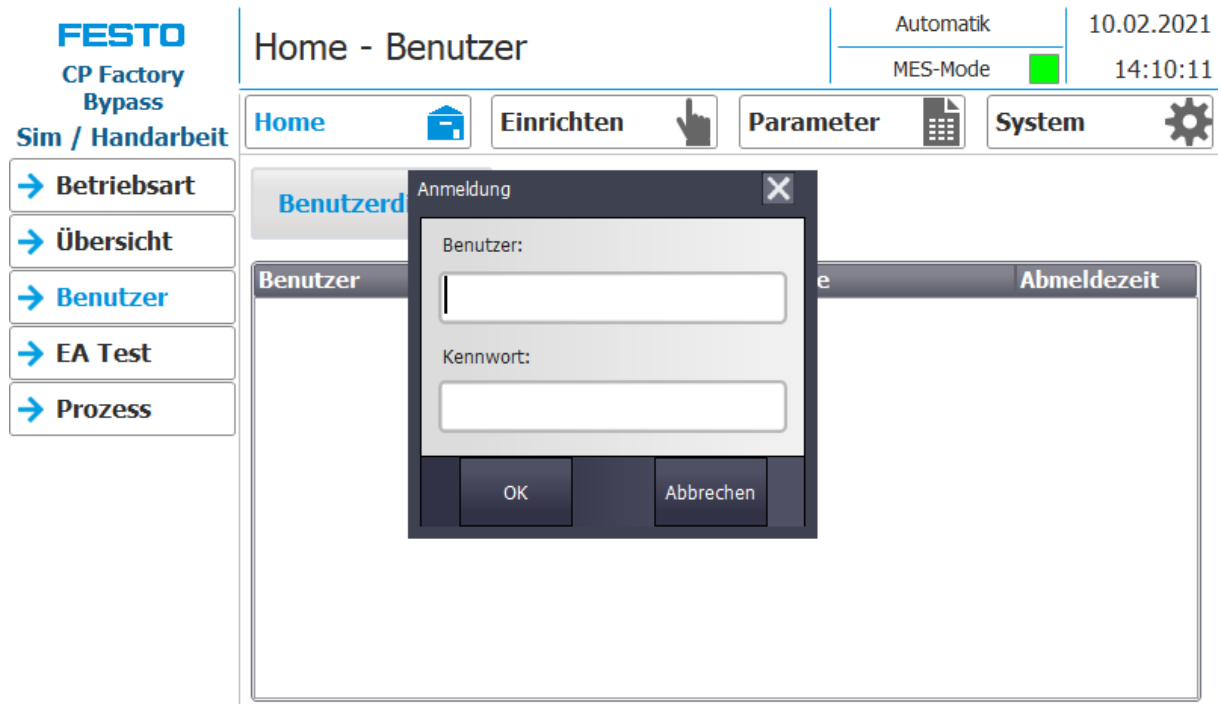 FESTO
CP Factory
Bypass
Sim / Handarbeit
Home - Benutzer
Automatik
MES-Mode
10.02.2021
14:10:11
Home
Einrichten
Parameter
System
Betriebsart
Übersicht
Benutzer
EA Test
Prozess
Anmeldung
Benutzer:
Kennwort:
OK
Abbrechen
Benutzer
Abmeldezeit